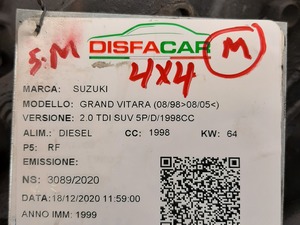 S.M
DISFACAR
M
4X4
MARCA: SUZUKI
MODELLO: GRAND VITARA (08/98>08/05<)
VERSIONE: 2.0 TDI SUV 5P/D/1998CC
ALIM.: DIESEL CC: 1998 KW: 64
P5: RF
EMISSIONE:
NS: 3089/2020
DATA:18/12/2020 11:59:00
ANNO IMM: 1999